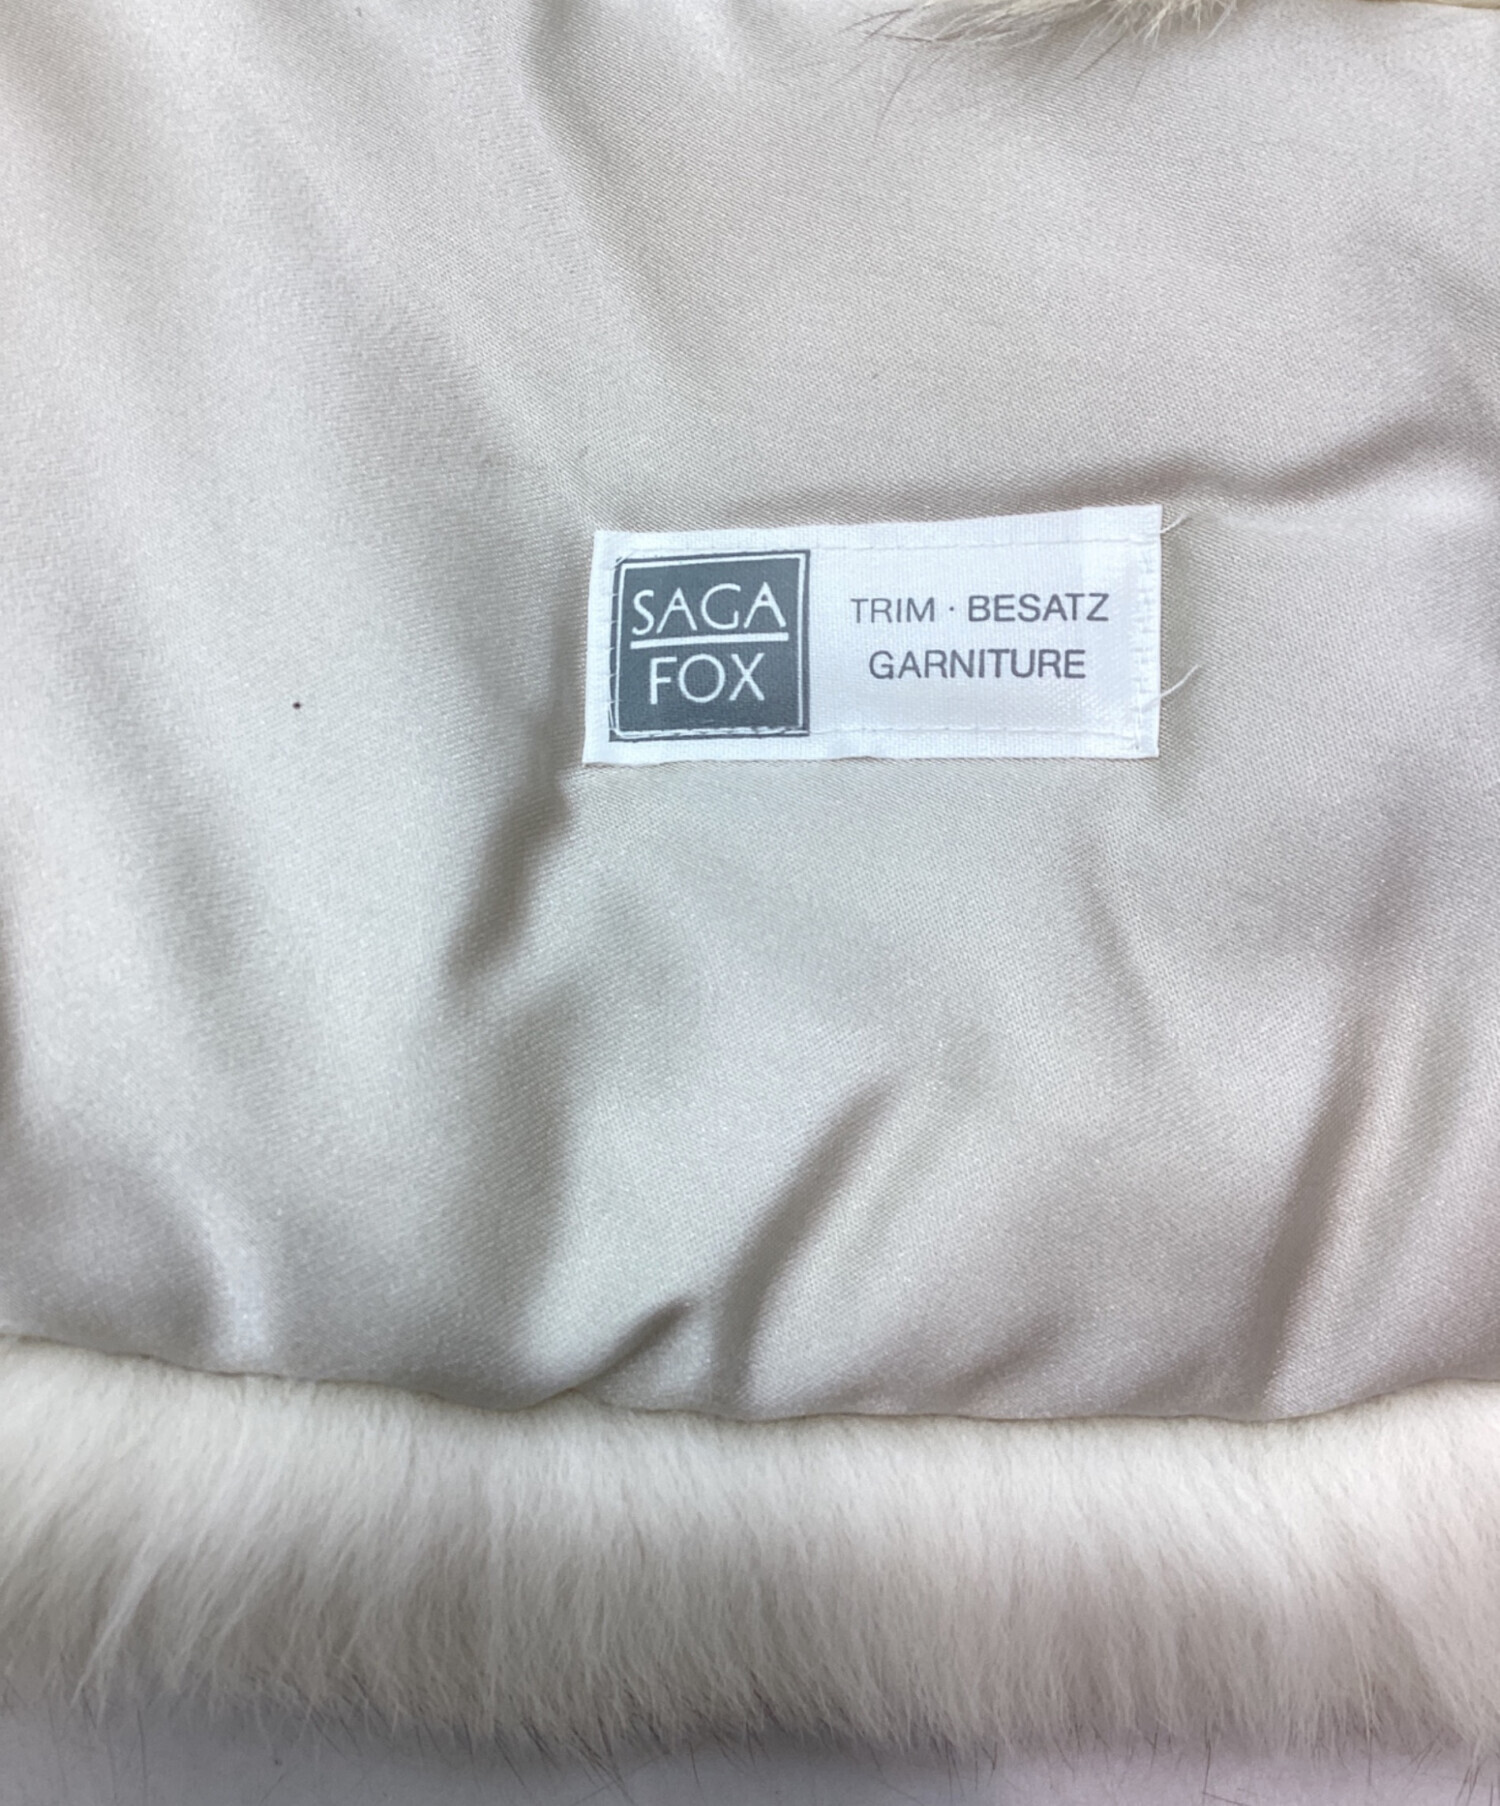 SAGA
FOX
TRIM · BESATZ
GARNITURE